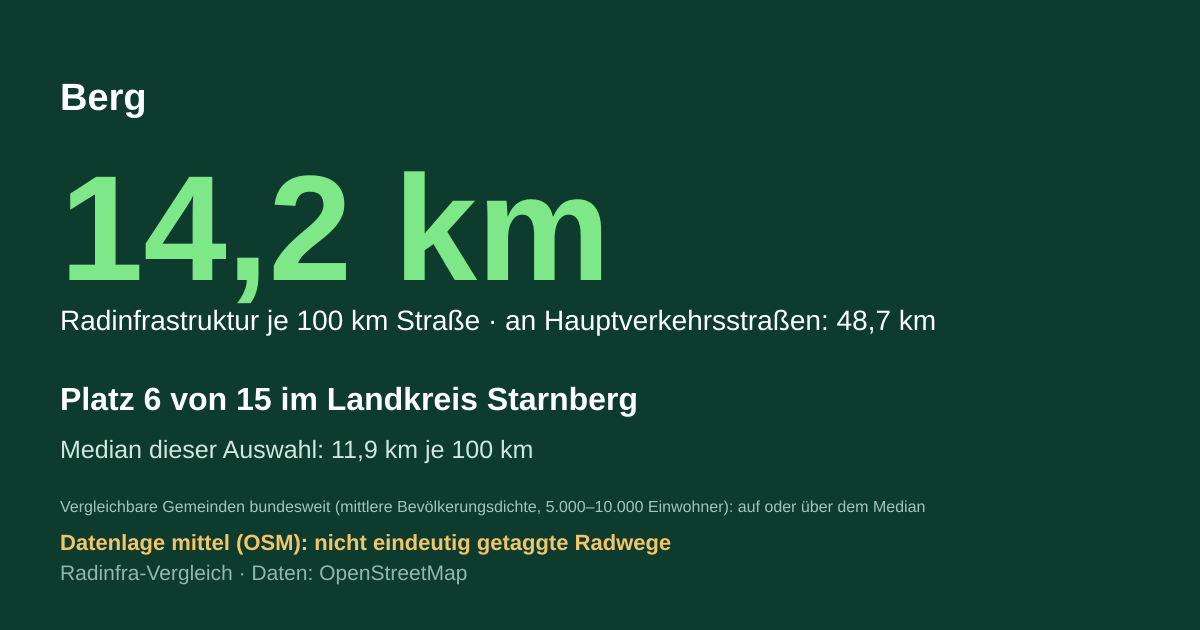 Berg
14,2 km
Radinfrastruktur je 100 km Straße · an Hauptverkehrsstraßen: 48,7 km
Platz 6 von 15 im Landkreis Starnberg
Median dieser Auswahl: 11,9 km je 100 km
Vergleichbare Gemeinden bundesweit (mittlere Bevölkerungsdichte, 5.000–10.000 Einwohner): auf oder über dem Median
Datenlage mittel (OSM): nicht eindeutig getaggte Radwege
Radinfra-Vergleich · Daten: OpenStreetMap